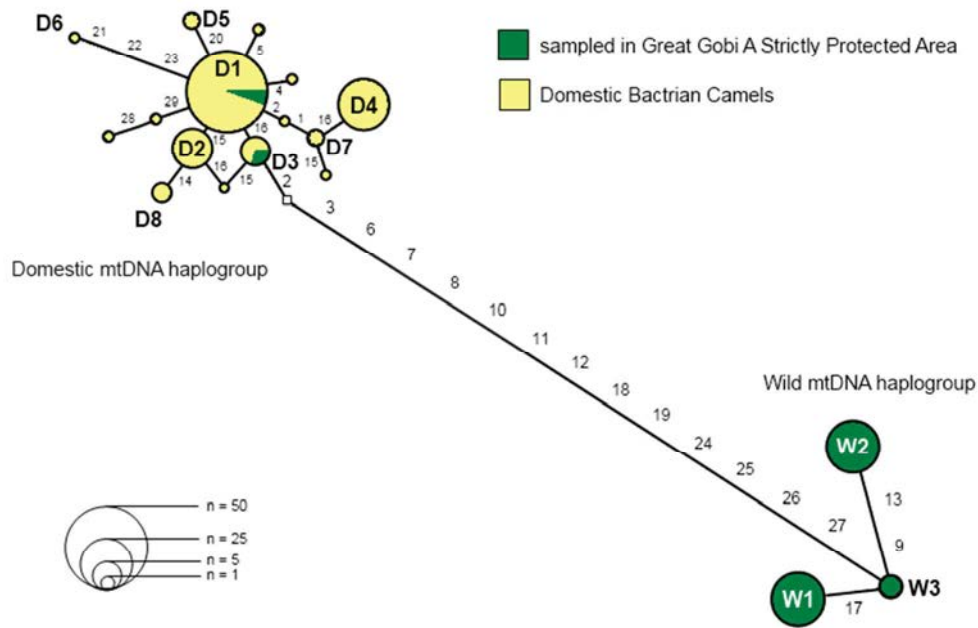 D6
21
22
23
D5
20
5
D1
4
2
1
16
D4
29
28
15
16
D2
16
15
D3
D7
15
14
D8
2
3
6
7
8
10
11
12
18
19
24
25
26
27
Domestic mtDNA haplogroup
sampled in Great Gobi A Strictly Protected Area
Domestic Bactrian Camels
Wild mtDNA haplogroup
W2
13
9
W3
W1
17
n = 50
n = 25
n = 5
n = 1